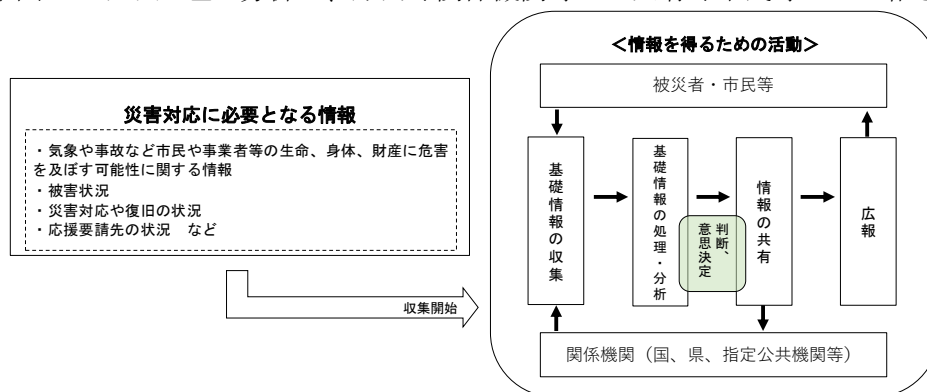 ＜情報を得るための活動＞
被災者・市民等
災害対応に必要となる情報
・気象や事故など市民や事業者等の生命、身体、財産に危害
を及ぼす可能性に関する情報
・被害状況
・災害対応や復旧の状況
・応援要請先の状況　など
基礎情報の収集
基礎情報の処理・分析
判断、
意思決定
情報の共有
広報
収集開始
関係機関（国、県、指定公共機関等）